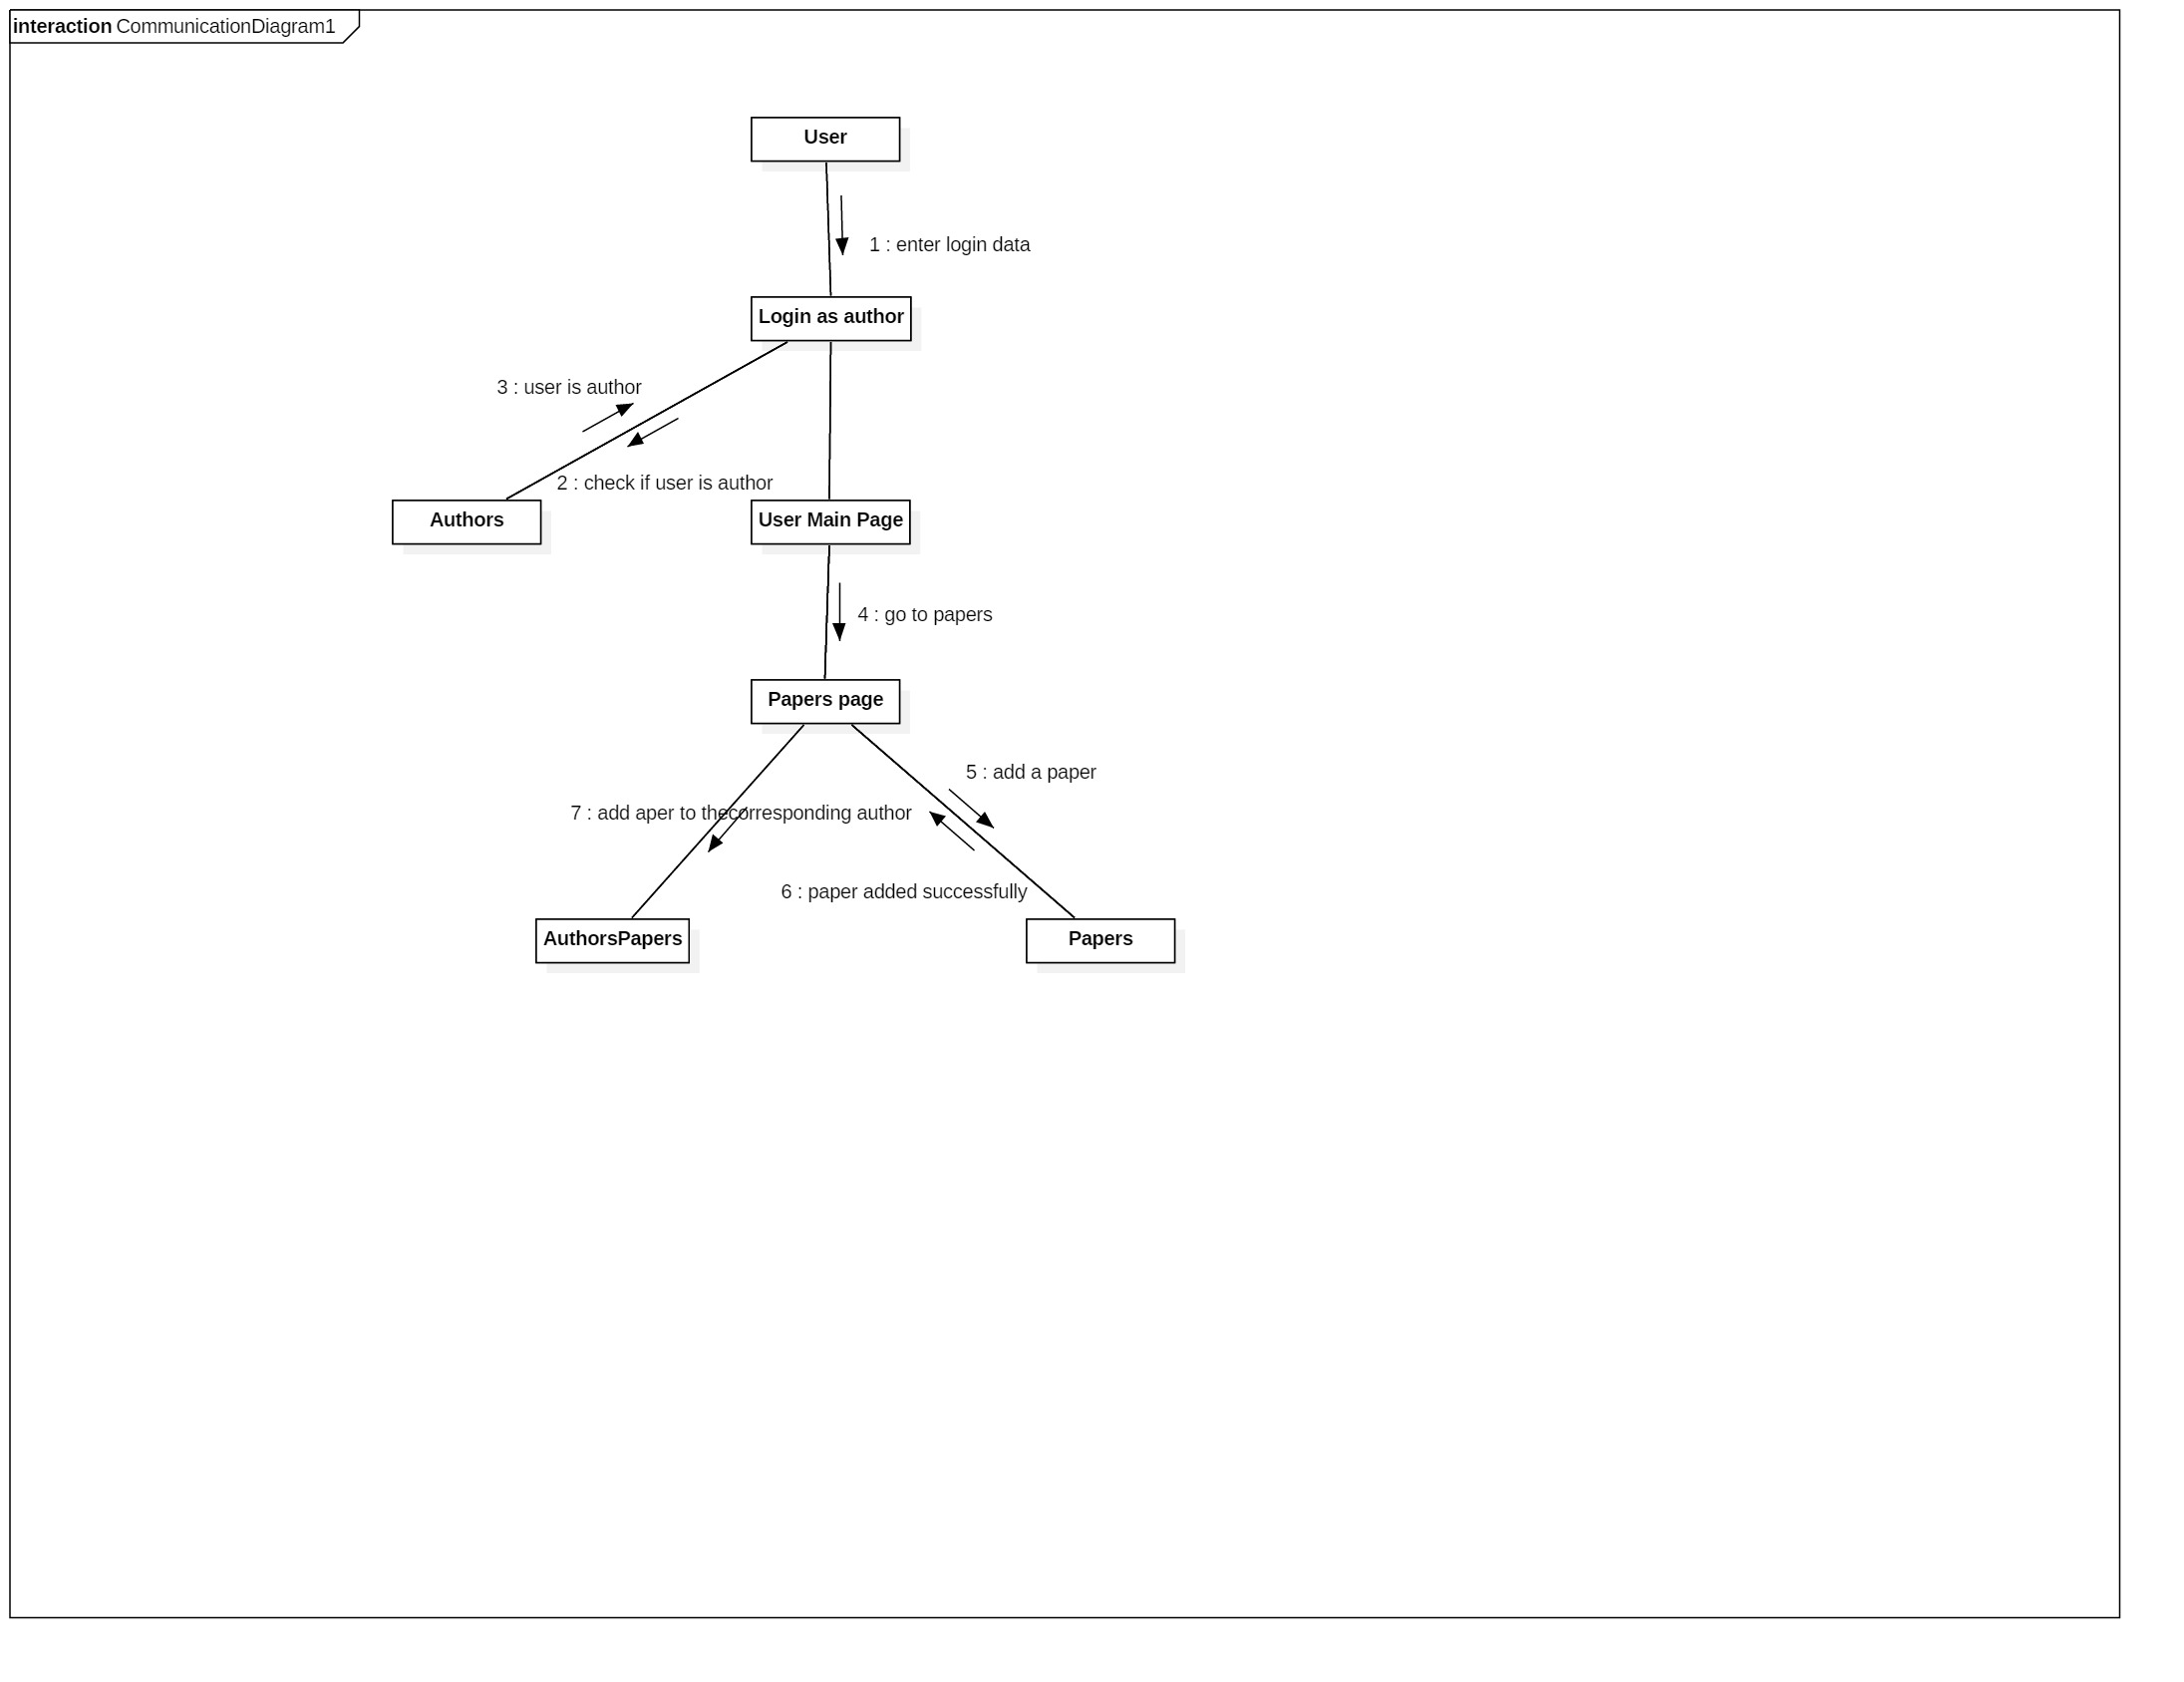 interaction CommunicationDiagram1
User
1 : enter login data
Login as author
3 : user is author
2 : check if user is author
Authors
User Main Page
4 : go to papers
Papers page
5 : add a paper
7 : add aper to thecorresponding author
6 : paper added successfully
AuthorsPapers
Papers